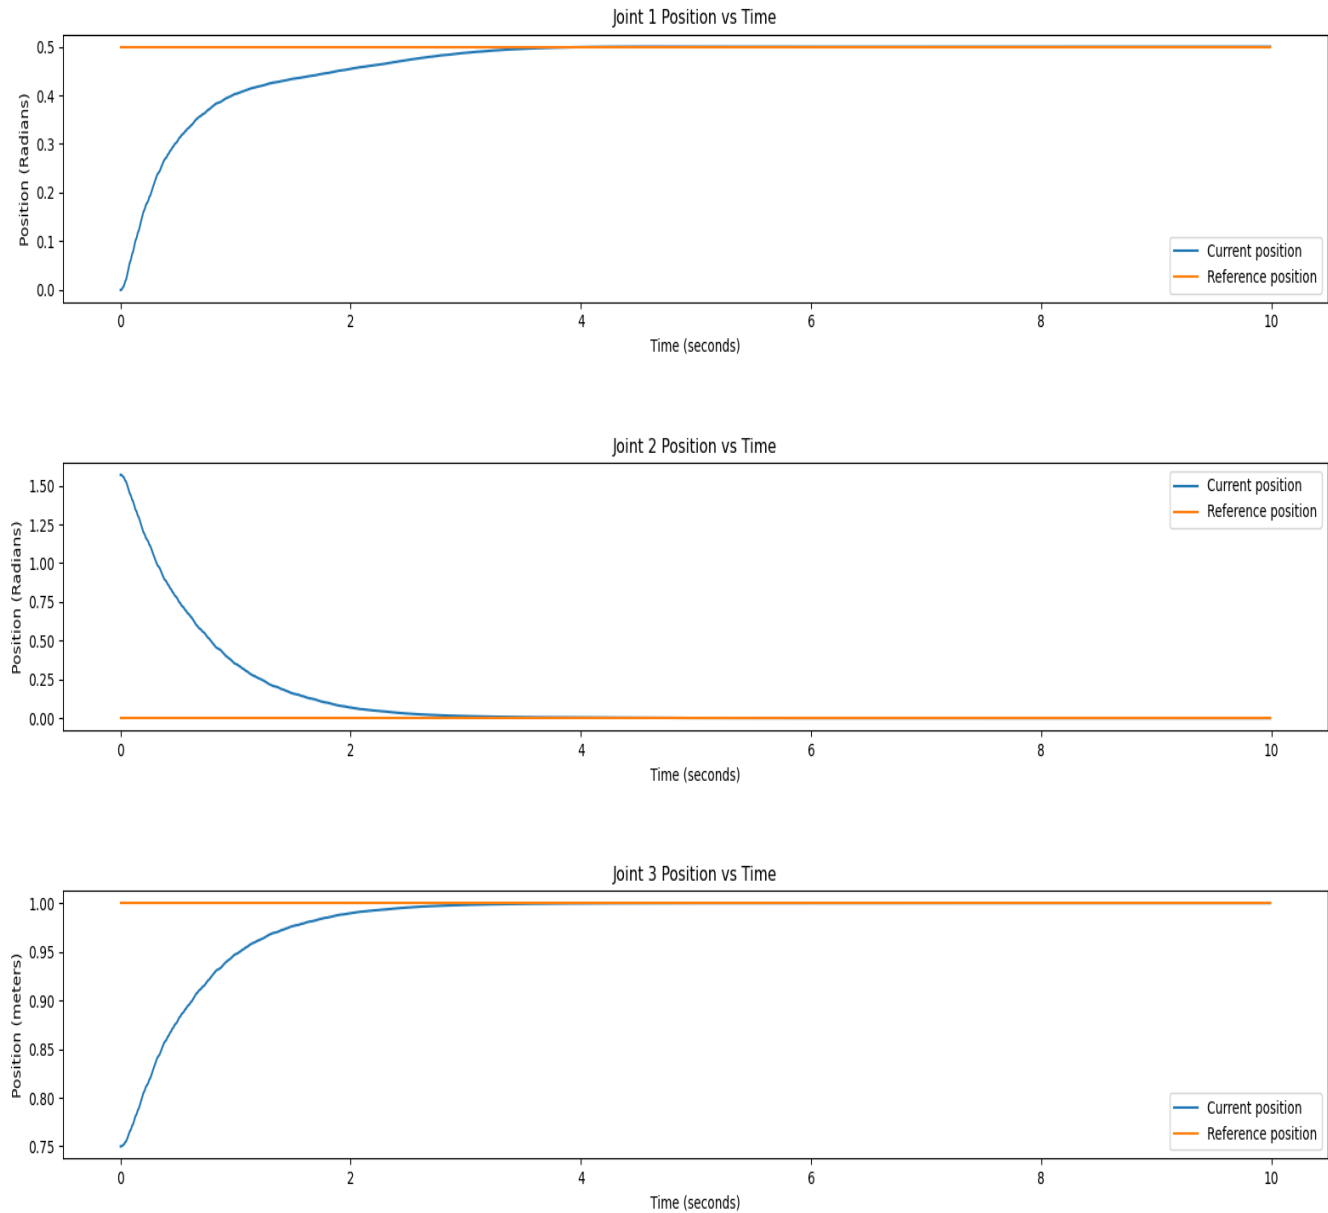 Joint 1 Position vs Time
Position (Radians)
0.5
0.4
0.3
0.2
0.1
0.0
Current position
Reference position
0 2 4 6 8 10
Time (seconds)
Joint 2 Position vs Time
Position (Radians)
1.50
1.25
1.00
0.75
0.50
0.25
0.00
Current position
Reference position
0 2 4 6 8 10
Time (seconds)
Joint 3 Position vs Time
Position (meters)
1.00
0.95
0.90
0.85
0.80
0.75
Current position
Reference position
0 2 4 6 8 10
Time (seconds)